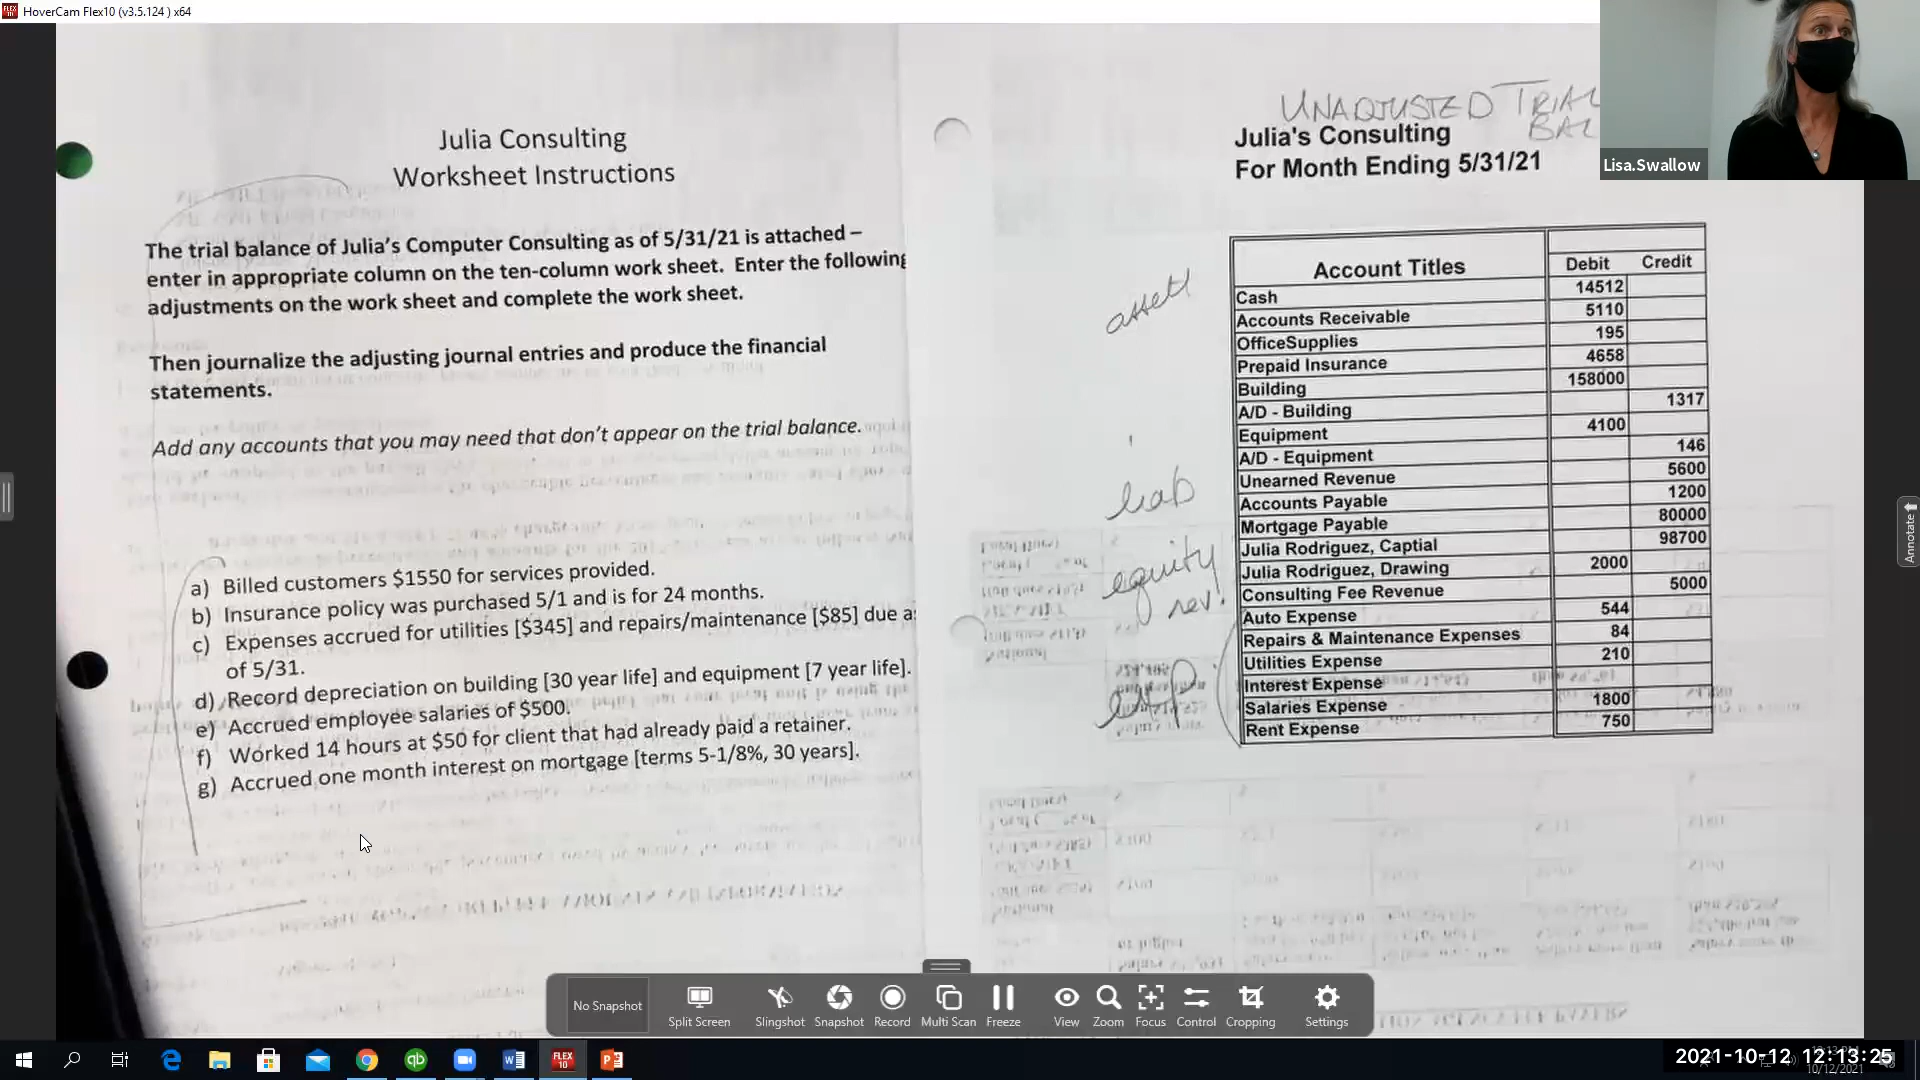 HoverCam Flex10 (v3.5.124 ) x64
Julia Consulting
Worksheet Instructions
The trial balance of Julia's Computer Consulting as of 5/31/21 is attached –
enter in appropriate column on the ten-column work sheet. Enter the following
adjustments on the work sheet and complete the work sheet.
Then journalize the adjusting journal entries and produce the financial
statements.
Add any accounts that you may need that don't appear on the trial balance.
a) Billed customers $1550 for services provided.
b) Insurance policy was purchased 5/1 and is for 24 months.
c) Expenses accrued for utilities [$345] and repairs/maintenance [$85] due as
of 5/31.
d) Record depreciation on building [30 year life] and equipment [7 year life].
e) Accrued employee salaries of $500.
f) Worked 14 hours at $50 for client that had already paid a retainer.
g) Accrued one month interest on mortgage [terms 5-1/8%, 30 years].
UNADJUSTED TRIAL
BAL
Julia's Consulting
For Month Ending 5/31/21
Account Titles Debit Credit
Cash 14512
Accounts Receivable 5110
OfficeSupplies 195
Prepaid Insurance 4658
Building 158000
A/D - Building 1317
Equipment 4100
A/D - Equipment 146
Unearned Revenue 5600
Accounts Payable 1200
Mortgage Payable 80000
Julia Rodriguez, Captial 98700
Julia Rodriguez, Drawing 2000
Consulting Fee Revenue 5000
Auto Expense 544
Repairs & Maintenance Expenses 84
Utilities Expense 210
Interest Expense
Salaries Expense 1800
Rent Expense 750
asset
liab
equity
rev.
exp
Lisa.Swallow
Annotate
No Snapshot
Split Screen
Slingshot
Snapshot
Record
Multi Scan
Freeze
View
Zoom
Focus
Control
Cropping
Settings
2021-10-12 12:13:25
10/12/2021